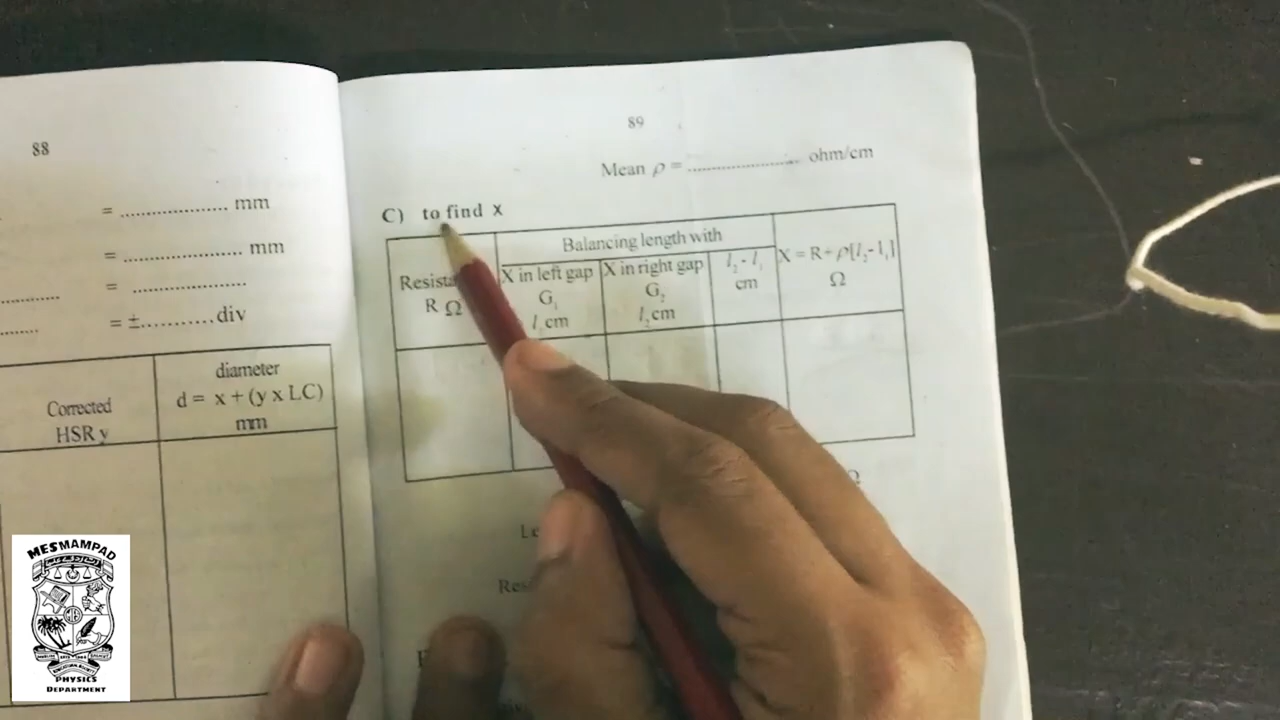 88
= .................... mm
= .................... mm
= ....................
= ±........... div
Corrected
HSR y
diameter
d = x + (y x LC)
mm
89
Mean ρ = ........................ ohm/cm
C) to find X
R Ω
Balancing length with
X in left gap
G₁
l cm
X in right gap
G₂
l₂ cm
l₂ - l₁
cm
X = R + ρ[l₂-l₁]
Ω
MESMAMPAD
PHYSICS
DEPARTMENT